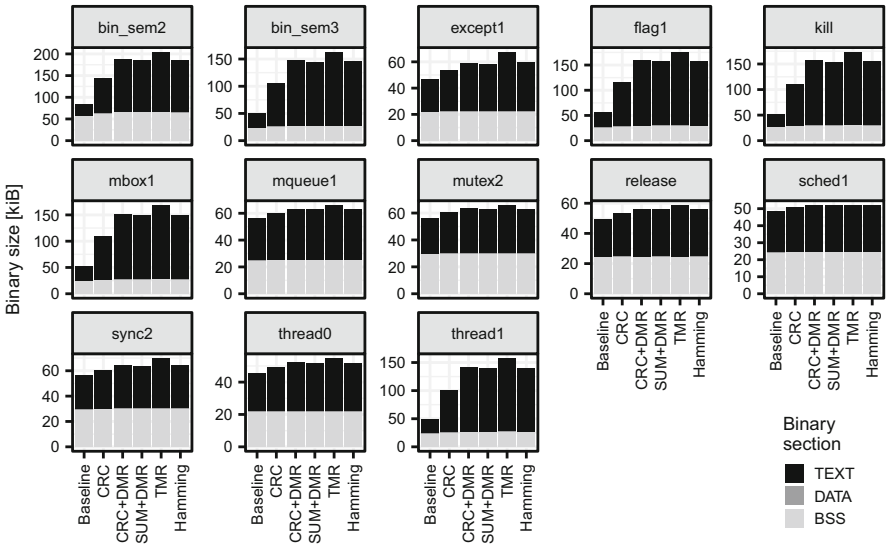 bin_sem2 bin_sem3 except1 flag1 kill
200
150
100
50
0
150
100
50
0
60
40
20
0
150
100
50
0
150
100
50
0
mbox1 mqueue1 mutex2 release sched1
150
100
50
0
60
40
20
0
60
40
20
0
60
40
20
0
50
40
30
20
10
0
Baseline
CRC
CRC+DMR
SUM+DMR
TMR
Hamming
Baseline
CRC
CRC+DMR
SUM+DMR
TMR
Hamming
sync2 thread0 thread1
60
40
20
0
40
20
0
150
100
50
0
Baseline
CRC
CRC+DMR
SUM+DMR
TMR
Hamming
Baseline
CRC
CRC+DMR
SUM+DMR
TMR
Hamming
Baseline
CRC
CRC+DMR
SUM+DMR
TMR
Hamming
Binary size [kiB]
Binary
section
TEXT
DATA
BSS